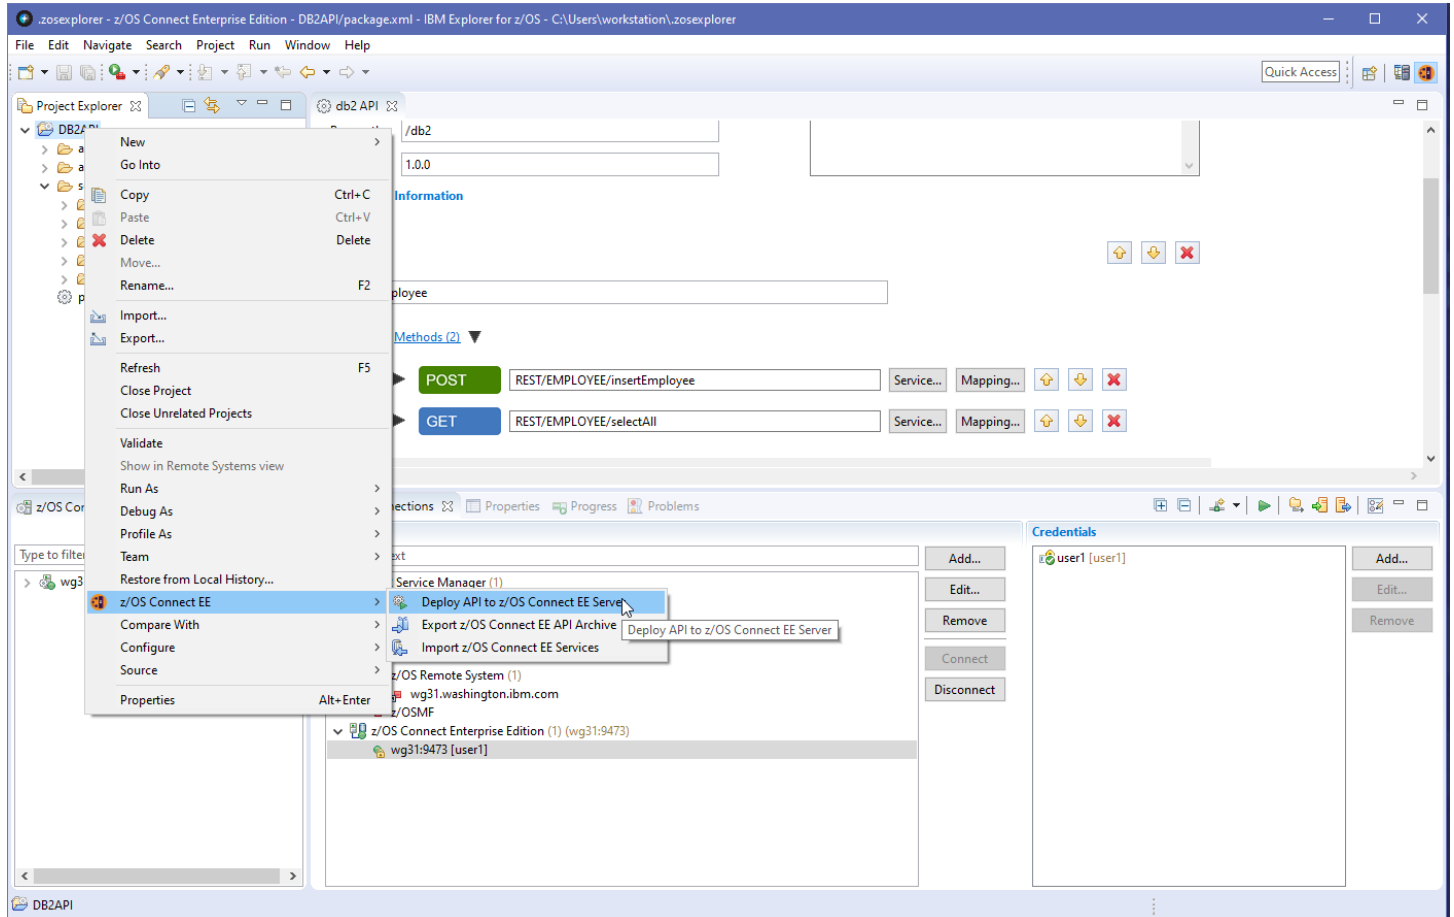 .zosexplorer - z/OS Connect Enterprise Edition - DB2API/package.xml - IBM Explorer for z/OS - C:\Users\workstation\.zosexplorer
File Edit Navigate Search Project Run Window Help
Quick Access
Project Explorer
db2 API
/db2
1.0.0
Information
ployee
Methods (2)
POST REST/EMPLOYEE/insertEmployee Service... Mapping...
GET REST/EMPLOYEE/selectAll Service... Mapping...
New
Go Into
Copy Ctrl+C
Paste Ctrl+V
Delete Delete
Move...
Rename... F2
Import...
Export...
Refresh F5
Close Project
Close Unrelated Projects
Validate
Show in Remote Systems view
Run As
Debug As
Profile As
Team
Restore from Local History...
z/OS Connect EE
Compare With
Configure
Source
Properties Alt+Enter
Deploy API to z/OS Connect EE Server
Export z/OS Connect EE API Archive
Import z/OS Connect EE Services
Deploy API to z/OS Connect EE Server
z/OS Cor
Type to filte
wg3
nections Properties Progress Problems
ext
Service Manager (1)
z/OS Remote System (1)
wg31.washington.ibm.com
z/OSMF
z/OS Connect Enterprise Edition (1) (wg31:9473)
wg31:9473 [user1]
Add...
Edit...
Remove
Connect
Disconnect
Credentials
user1 [user1]
Add...
Edit...
Remove
DB2API